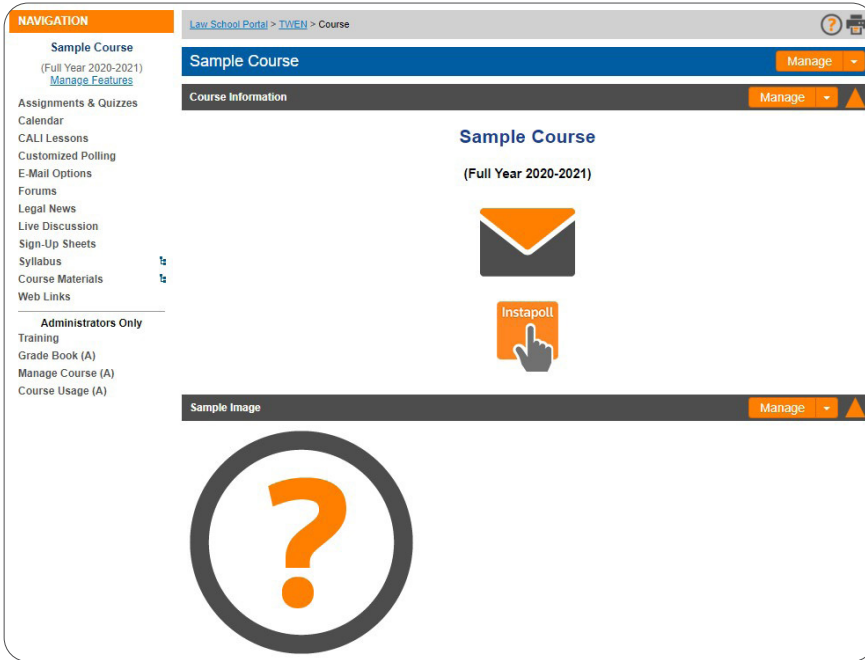 NAVIGATION
Sample Course
(Full Year 2020-2021)
Manage Features
Assignments & Quizzes
Calendar
CALI Lessons
Customized Polling
E-Mail Options
Forums
Legal News
Live Discussion
Sign-Up Sheets
Syllabus
Course Materials
Web Links
Administrators Only
Training
Grade Book (A)
Manage Course (A)
Course Usage (A)
Law School Portal > TWEN > Course
?
Sample Course Manage
Course Information Manage
Sample Course
(Full Year 2020-2021)
Instapoll
Sample Image Manage
?